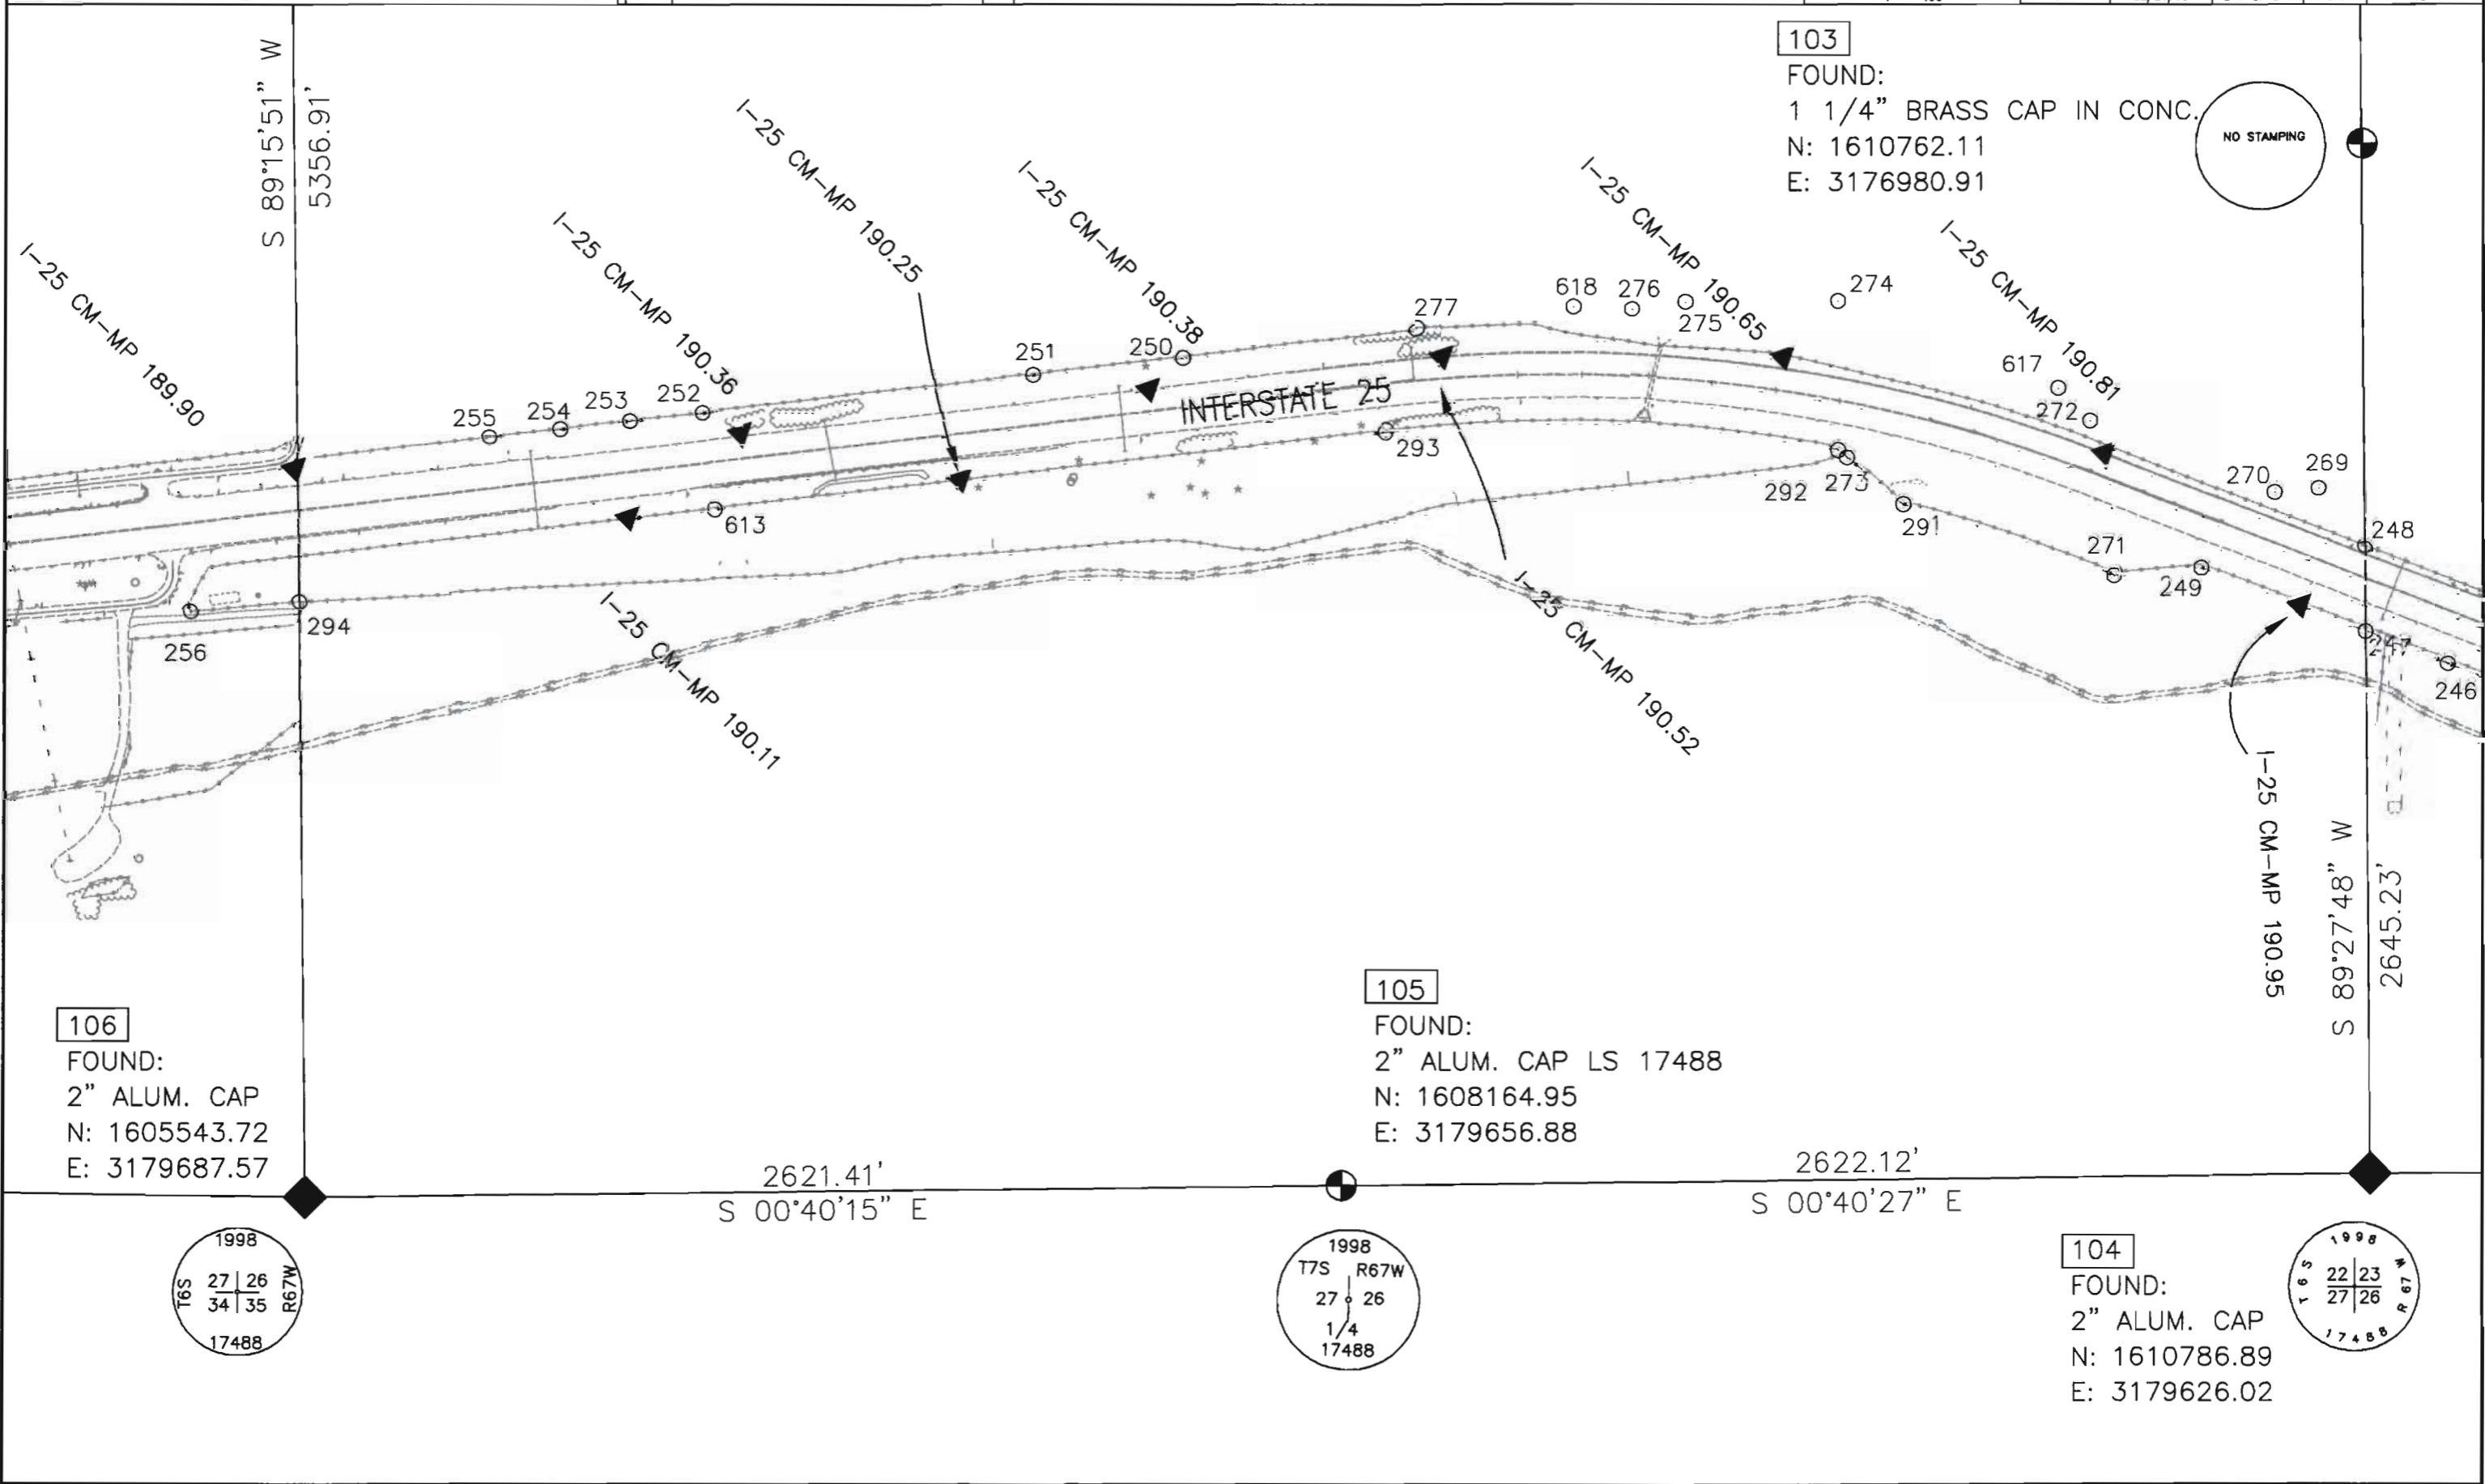 103
FOUND:
1 1/4” BRASS CAP IN CONC.
N: 1610762.11
E: 3176980.91
NO STAMPING
S 89°15’51” W
5356.91’
I-25 CM-MP 189.90
I-25 CM-MP 190.36
I-25 CM-MP 190.25
I-25 CM-MP 190.38
I-25 CM-MP 190.65
I-25 CM-MP 190.81
255
254
253
252
251
250
277
618
276
275
274
617
272
270
269
248
INTERSTATE 25
613
293
292
273
291
271
249
247
246
256
294
I-25 CM-MP 190.11
I-25 CM-MP 190.52
I-25 CM-MP 190.95
S 89°27’48” W
2645.23’
106
FOUND:
2” ALUM. CAP
N: 1605543.72
E: 3179687.57
105
FOUND:
2” ALUM. CAP LS 17488
N: 1608164.95
E: 3179656.88
2621.41’
S 00°40’15” E
2622.12’
S 00°40’27” E
1998
T6S 27 26 R67W
34 35
17488
1998
T7S R67W
27 26
1/4
17488
104
FOUND:
2” ALUM. CAP
N: 1610786.89
E: 3179626.02
1998
T 6 S 22 23 R 67 W
27 26
17488